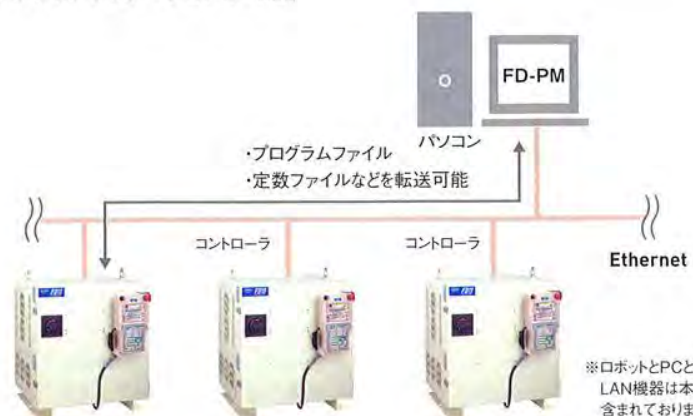 FD-PM
パソコン
・プログラムファイル
・定数ファイルなどを転送可能
コントローラ
コントローラ
Ethernet
※ロボットとPCと
LAN機器は本
含まれておりま